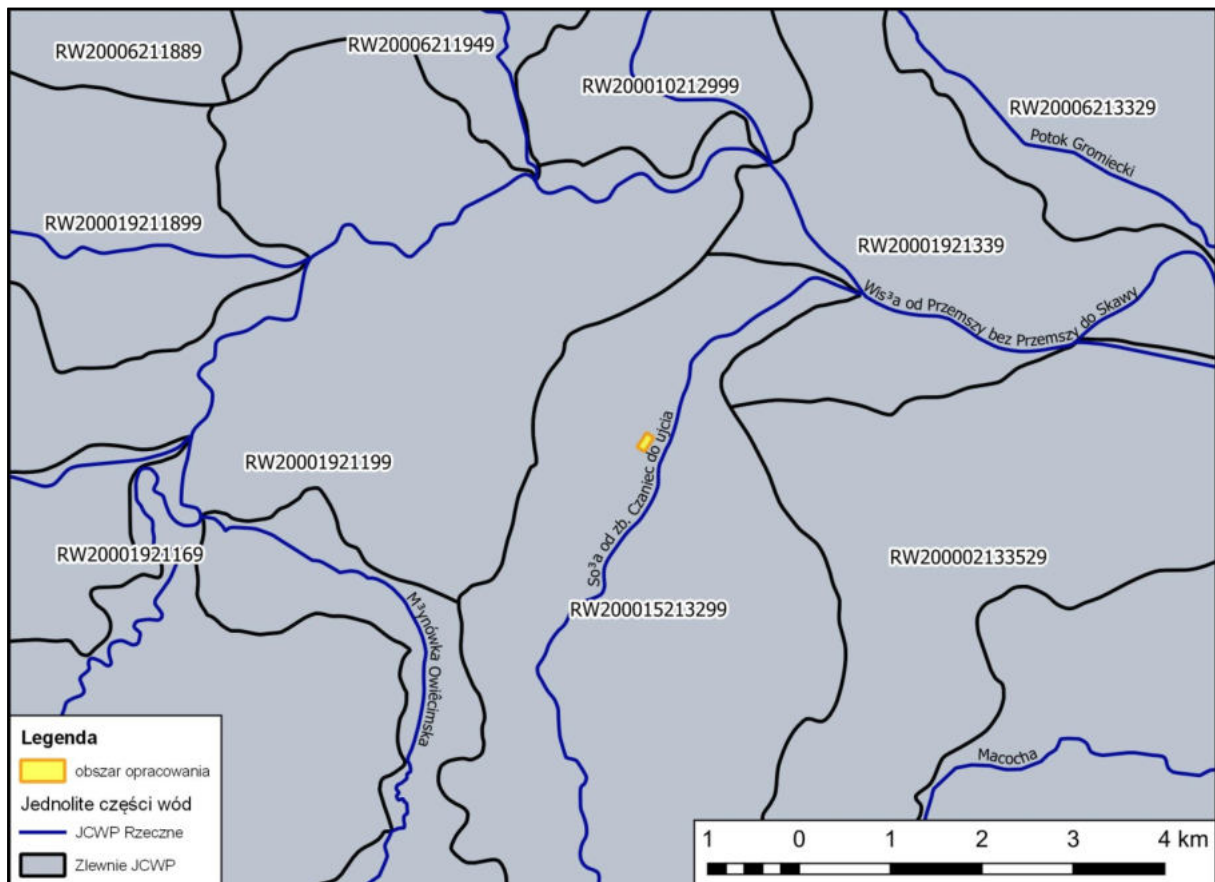 RW20006211889
RW20006211949
RW200010212999
RW20006213329
Potok Gromiecki
RW200019211899
RW20001921339
Wis³a od Przemszy bez Przemszy do Skawy
So³a od zb. Czaniec do ujcia
RW20001921199
RW20001921169
RW200002133529
RW200015213299
M³ynówka Owiêcimska
Macocha
Legenda
obszar opracowania
Jednolite części wód
JCWP Rzeczne
Zlewnie JCWP
1 0 1 2 3 4 km